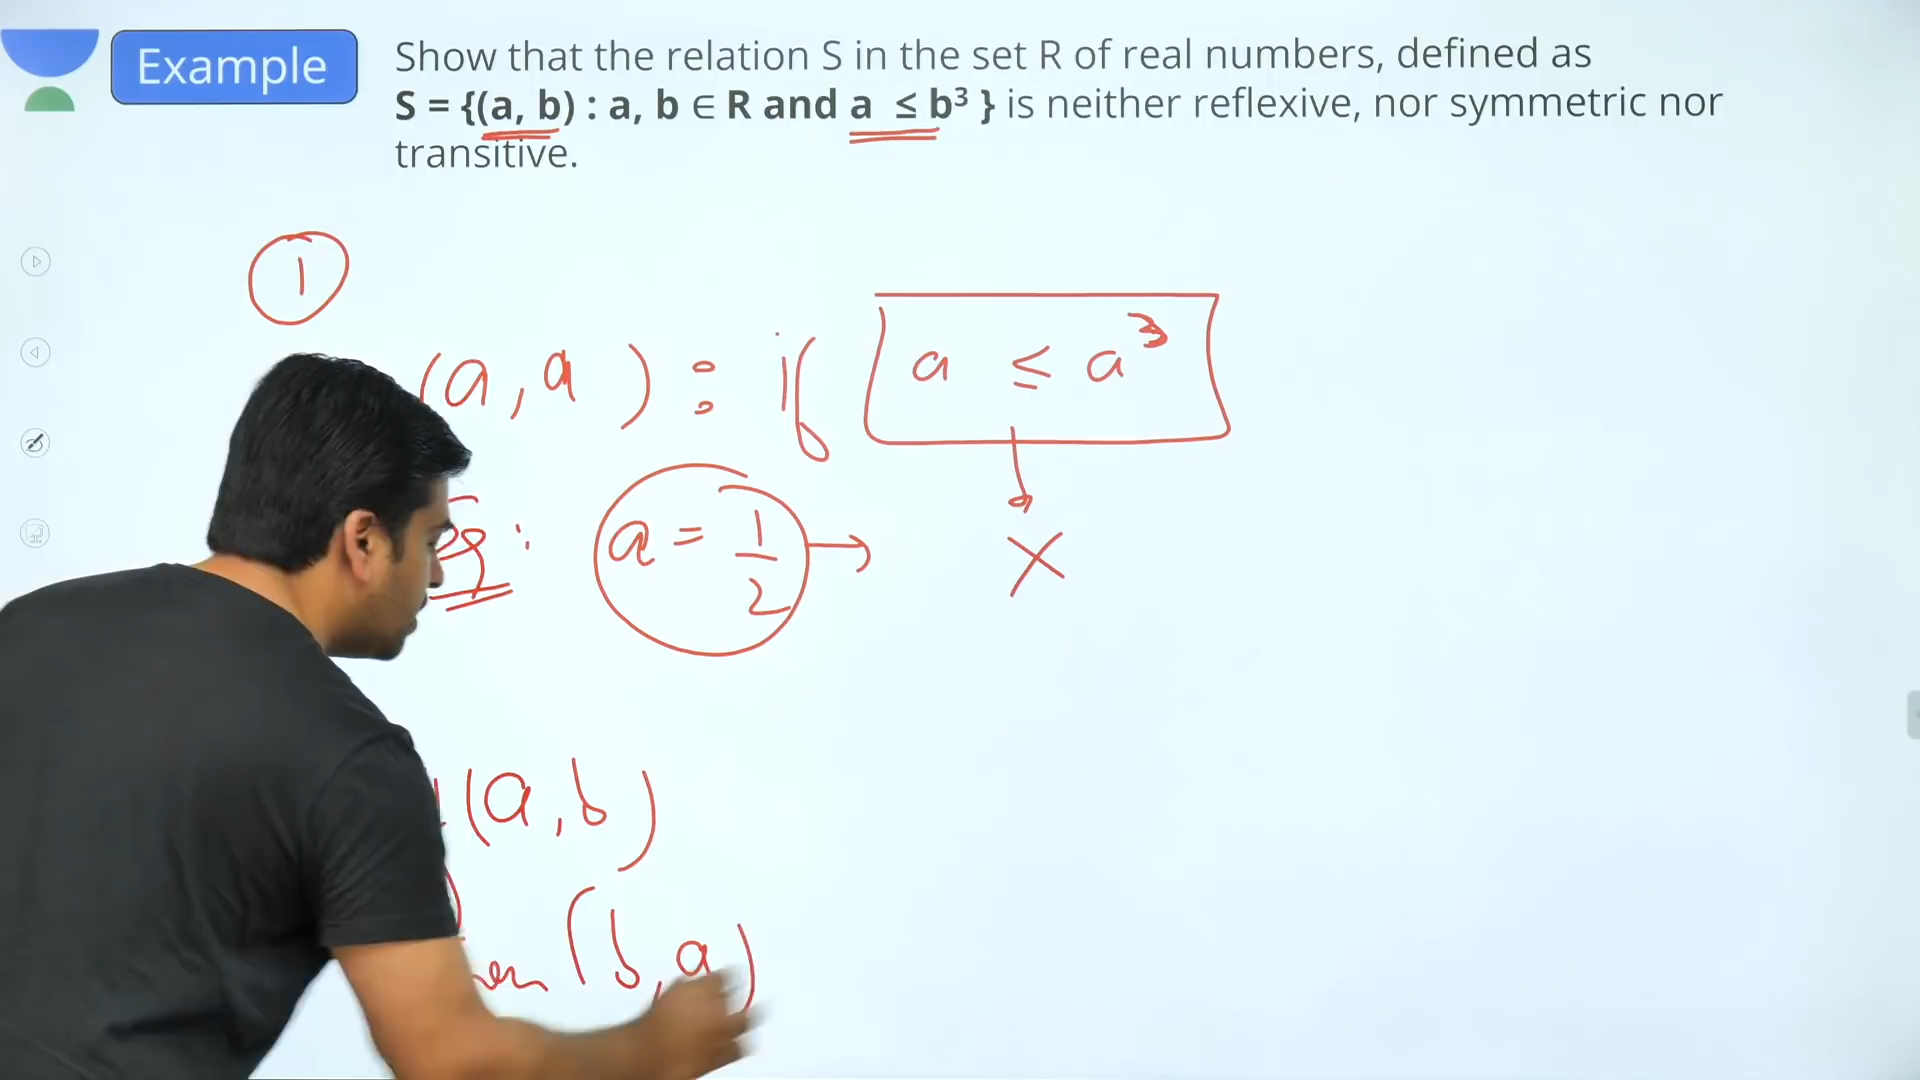 Example
Show that the relation S in the set R of real numbers, defined as
S = {(a, b) : a, b ∈ R and a ≤ b³ } is neither reflexive, nor symmetric nor
transitive.
1
(a, a) : if a ≤ a³
eg : a = 1/2 → X
(a, b)
(b, a)